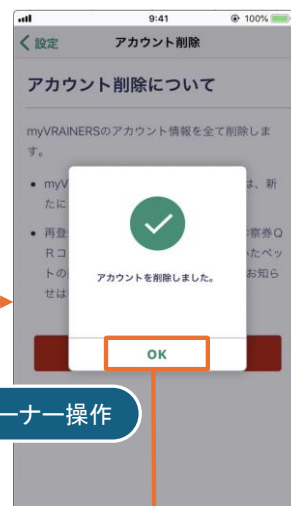 9:41
100%
設定
アカウント削除
アカウント削除について
myVRAINERSのアカウント情報を全て削除しま
す。
myV は、新
たに
再登 察券Q
Rコ いたペッ
トの お知ら
せは
アカウントを削除しました。
OK
ーナー操作